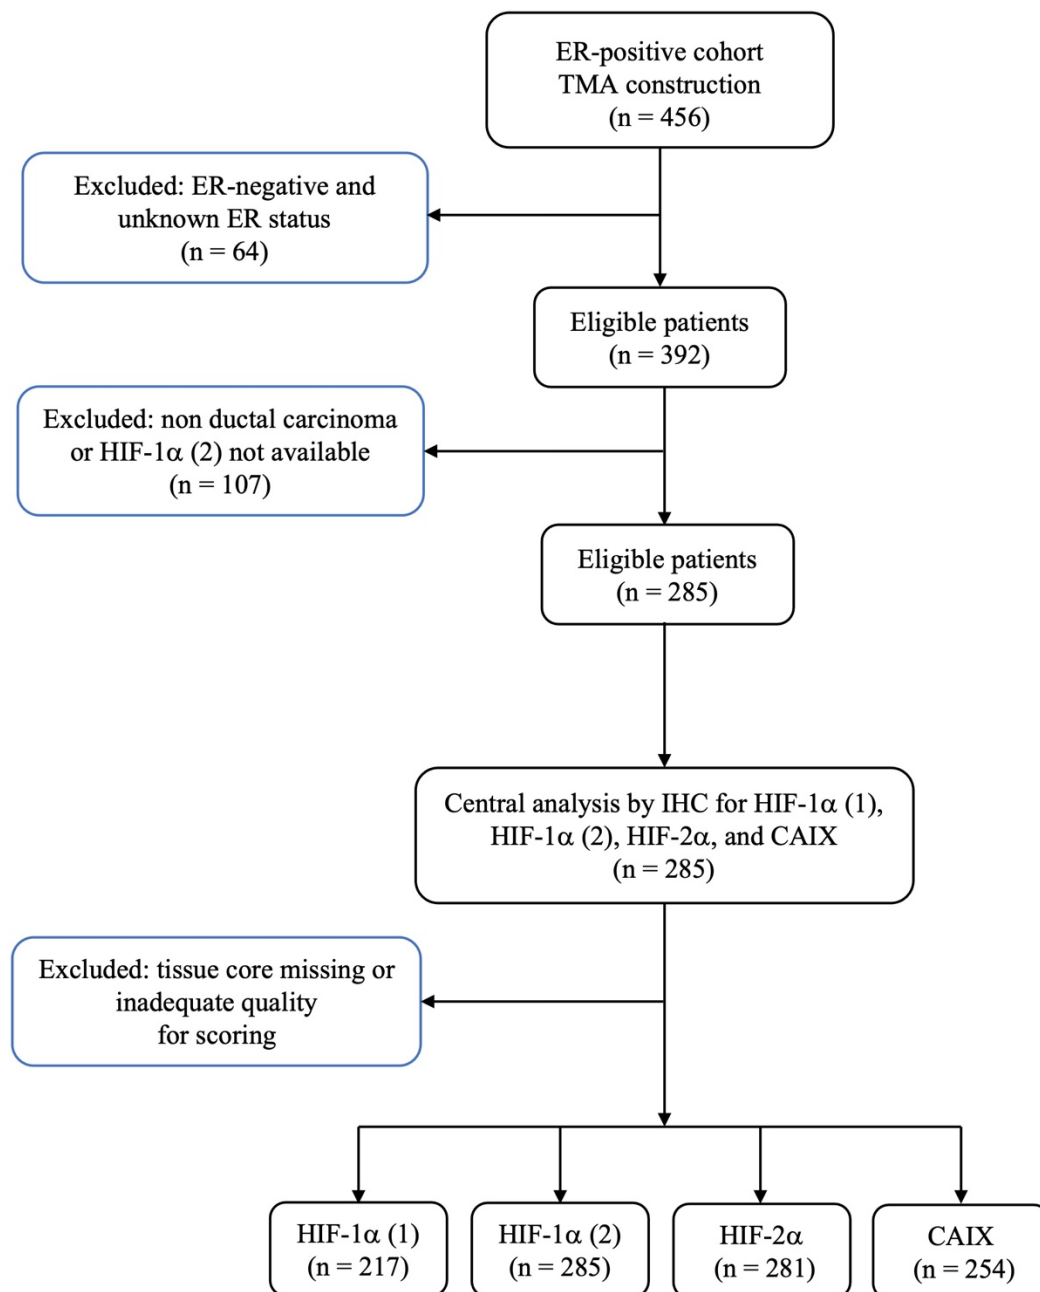 ER-positive cohort
TMA construction
(n = 456)
Excluded: ER-negative and
unknown ER status
(n = 64)
Eligible patients
(n = 392)
Excluded: non ductal carcinoma
or HIF-1α (2) not available
(n = 107)
Eligible patients
(n = 285)
Central analysis by IHC for HIF-1α (1),
HIF-1α (2), HIF-2α, and CAIX
(n = 285)
Excluded: tissue core missing or
inadequate quality
for scoring
HIF-1α (1)
(n = 217)
HIF-1α (2)
(n = 285)
HIF-2α
(n = 281)
CAIX
(n = 254)